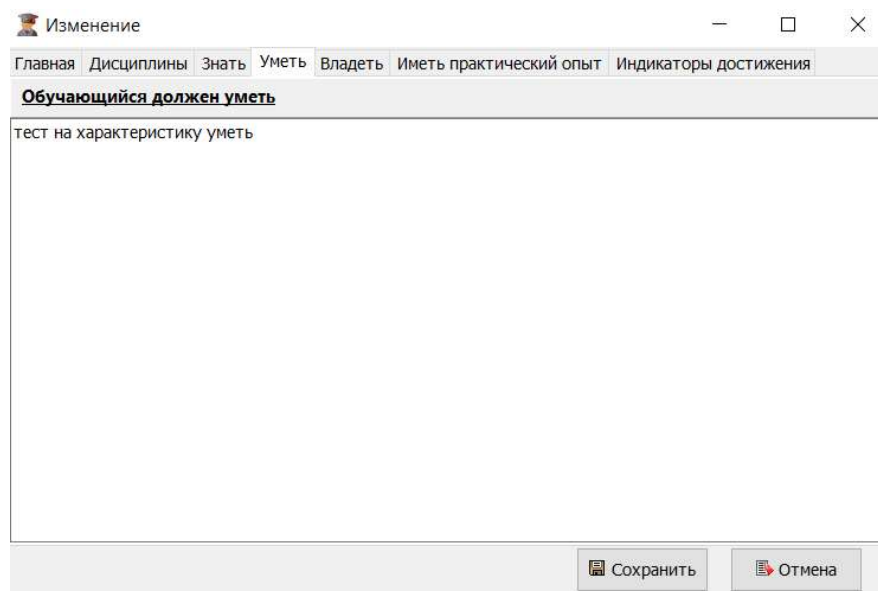 Изменение
Главная Дисциплины Знать Уметь Владеть Иметь практический опыт Индикаторы достижения
Обучающийся должен уметь
тест на характеристику уметь
Сохранить Отмена